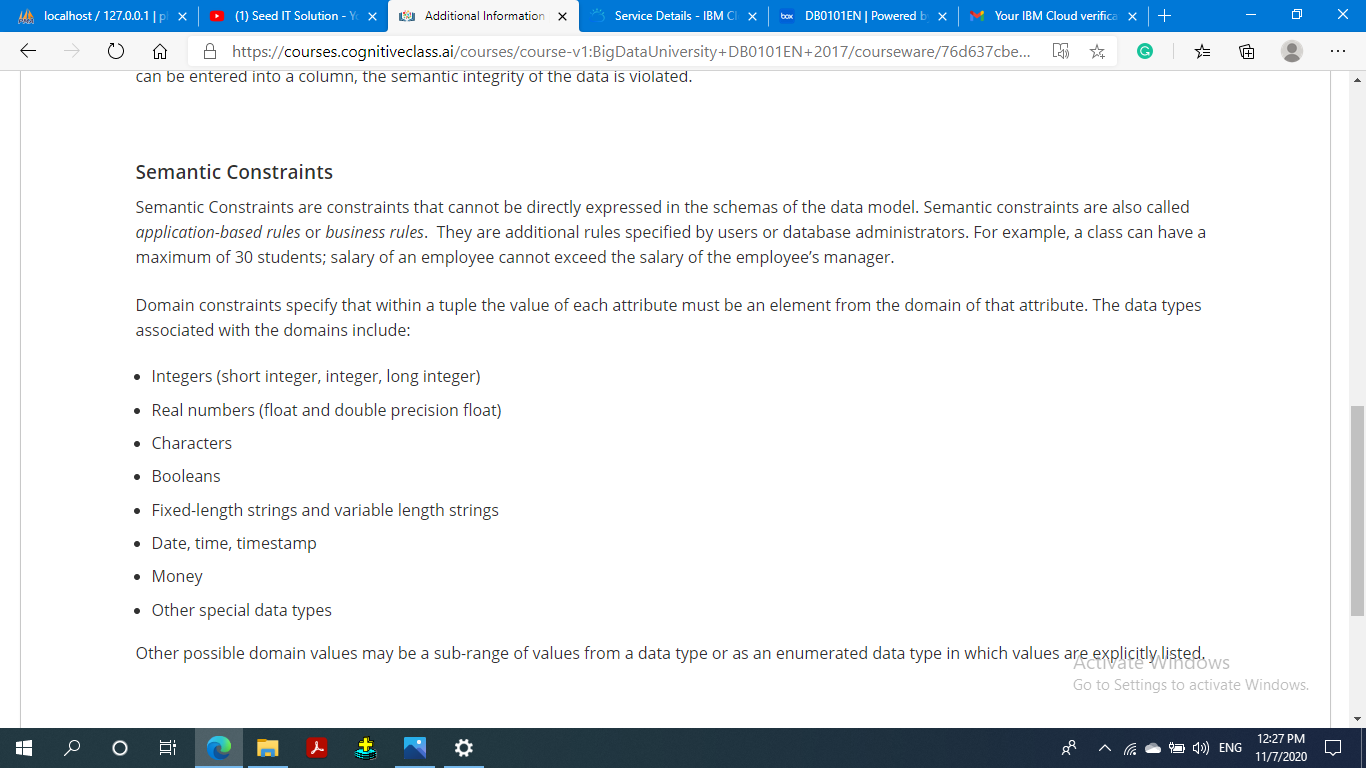 localhost / 127.0.0.1 | p
(1) Seed IT Solution - Y
Additional Information
Service Details - IBM Cl
box DB0101EN | Powered b
Your IBM Cloud verifica
https://courses.cognitiveclass.ai/courses/course-v1:BigDataUniversity+DB0101EN+2017/courseware/76d637cbe...
can be entered into a column, the semantic integrity of the data is violated.
Semantic Constraints
Semantic Constraints are constraints that cannot be directly expressed in the schemas of the data model. Semantic constraints are also called
application-based rules or business rules. They are additional rules specified by users or database administrators. For example, a class can have a
maximum of 30 students; salary of an employee cannot exceed the salary of the employee’s manager.
Domain constraints specify that within a tuple the value of each attribute must be an element from the domain of that attribute. The data types
associated with the domains include:
• Integers (short integer, integer, long integer)
• Real numbers (float and double precision float)
• Characters
• Booleans
• Fixed-length strings and variable length strings
• Date, time, timestamp
• Money
• Other special data types
Other possible domain values may be a sub-range of values from a data type or as an enumerated data type in which values are explicitly listed.
Activate Windows
Go to Settings to activate Windows.
ENG
12:27 PM
11/7/2020